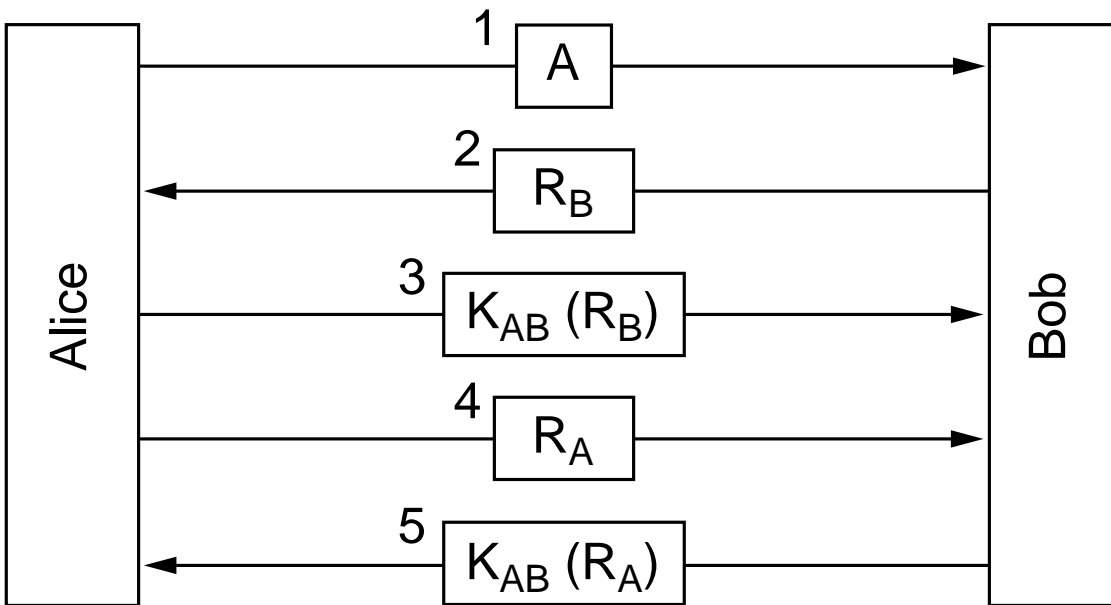 1 A
2 R_B
3 K_AB (R_B)
Alice
Bob
4 R_A
5 K_AB (R_A)